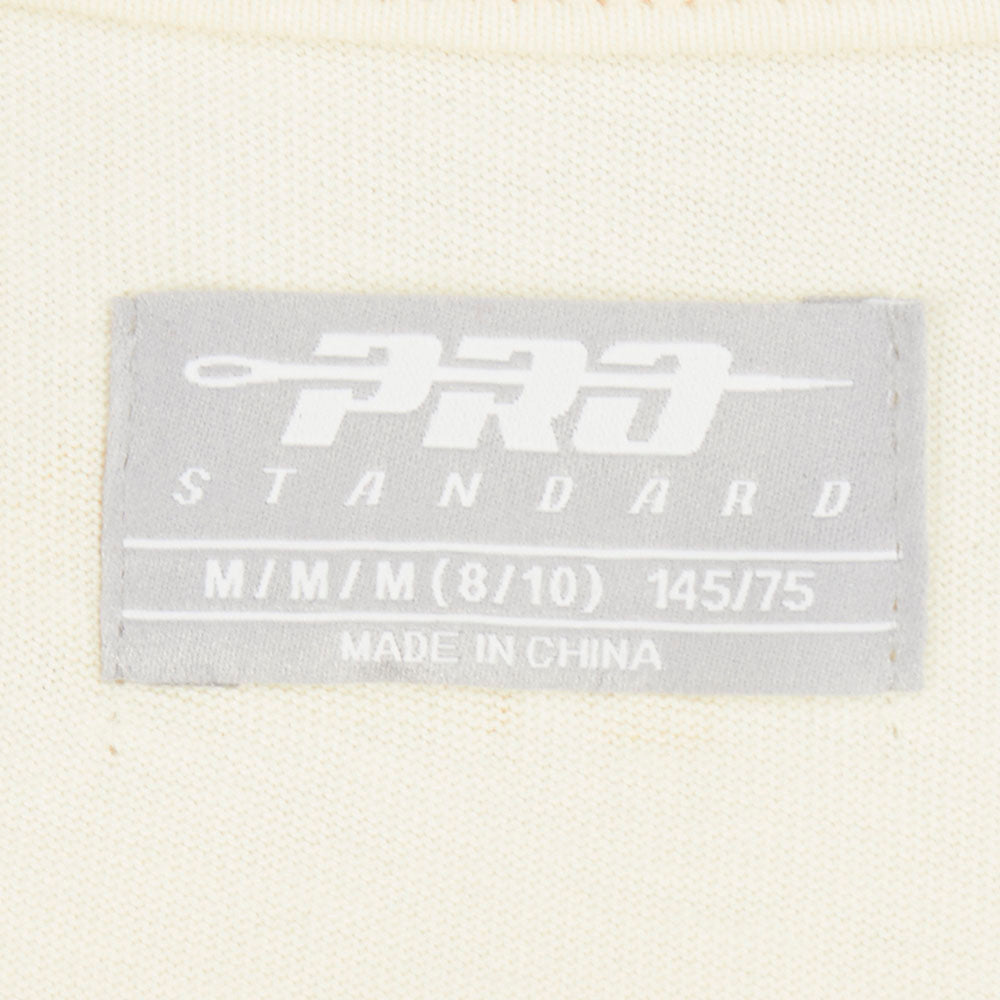 PRO
STANDARD
M/M/M (8/10) 145/75
MADE IN CHINA